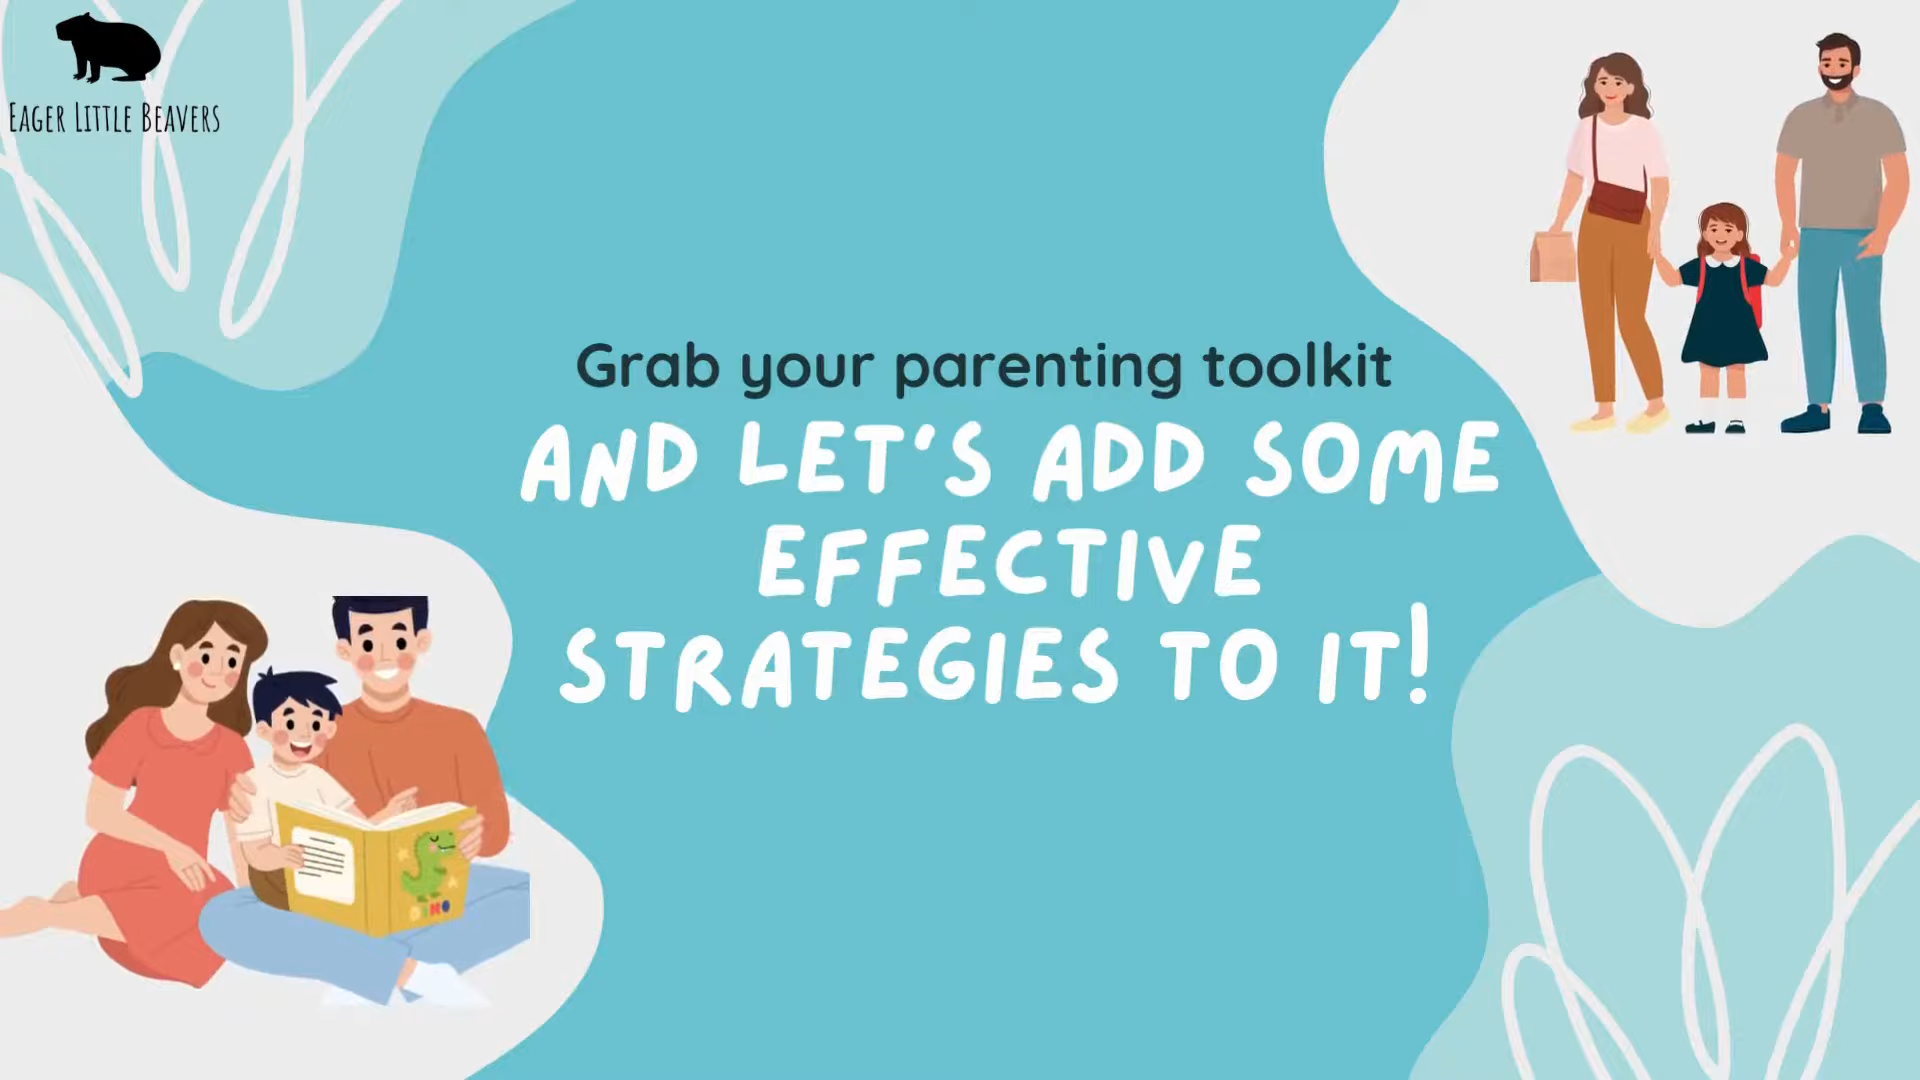 EAGER LITTLE BEAVERS
Grab your parenting toolkit
AND LET'S ADD SOME
EFFECTIVE
STRATEGIES TO IT!
DINO